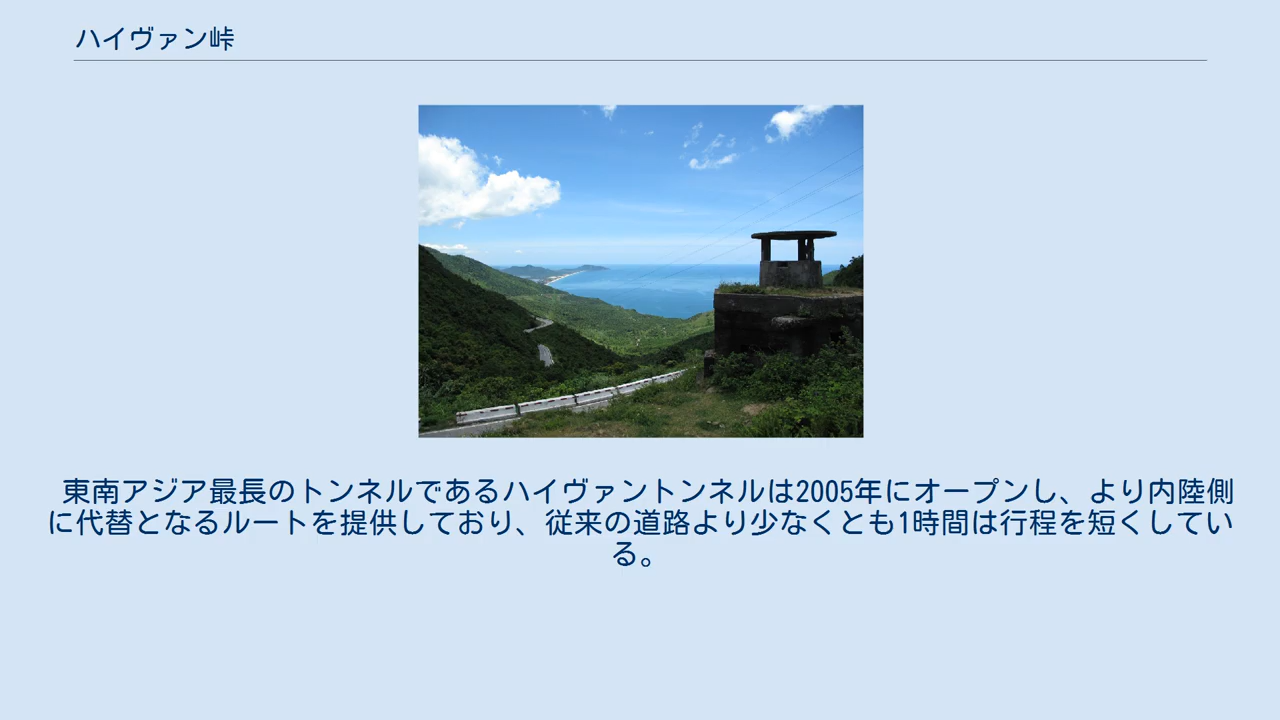 ハイヴァン峠
東南アジア最長のトンネルであるハイヴァントンネルは2005年にオープンし、より内陸側
に代替となるルートを提供しており、従来の道路より少なくとも1時間は行程を短くしてい
る。